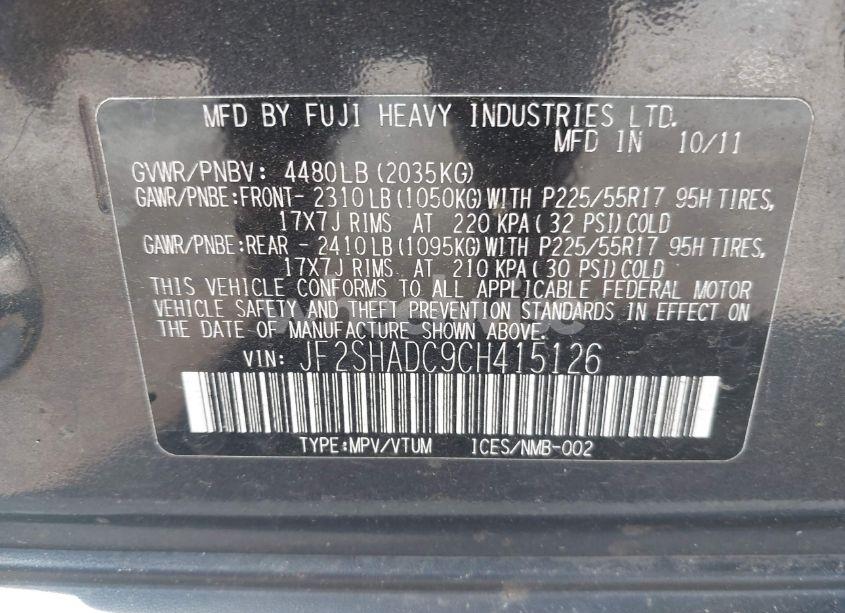 MFD BY FUJI HEAVY INDUSTRIES LTD.
MFD IN 10/11
GVWR/PNBV: 4480LB (2035KG)
GAWR/PNBE:FRONT- 2310LB (1050KG) WITH P225/55R17 95H TIRES,
17X7J RIMS AT 220 KPA ( 32 PSI) COLD
GAWR/PNBE:REAR - 2410LB (1095KG) WITH P225/55R17 95H TIRES,
17X7J RIMS AT 210 KPA ( 30 PSI) COLD
THIS VEHICLE CONFORMS TO ALL APPLICABLE FEDERAL MOTOR
VEHICLE SAFETY AND THEFT PREVENTION STANDARDS IN EFFECT ON
THE DATE OF MANUFACTURE SHOWN ABOVE.
VIN: JF2SHADC9CH415126
TYPE:MPV/VTUM ICES/NMB-002